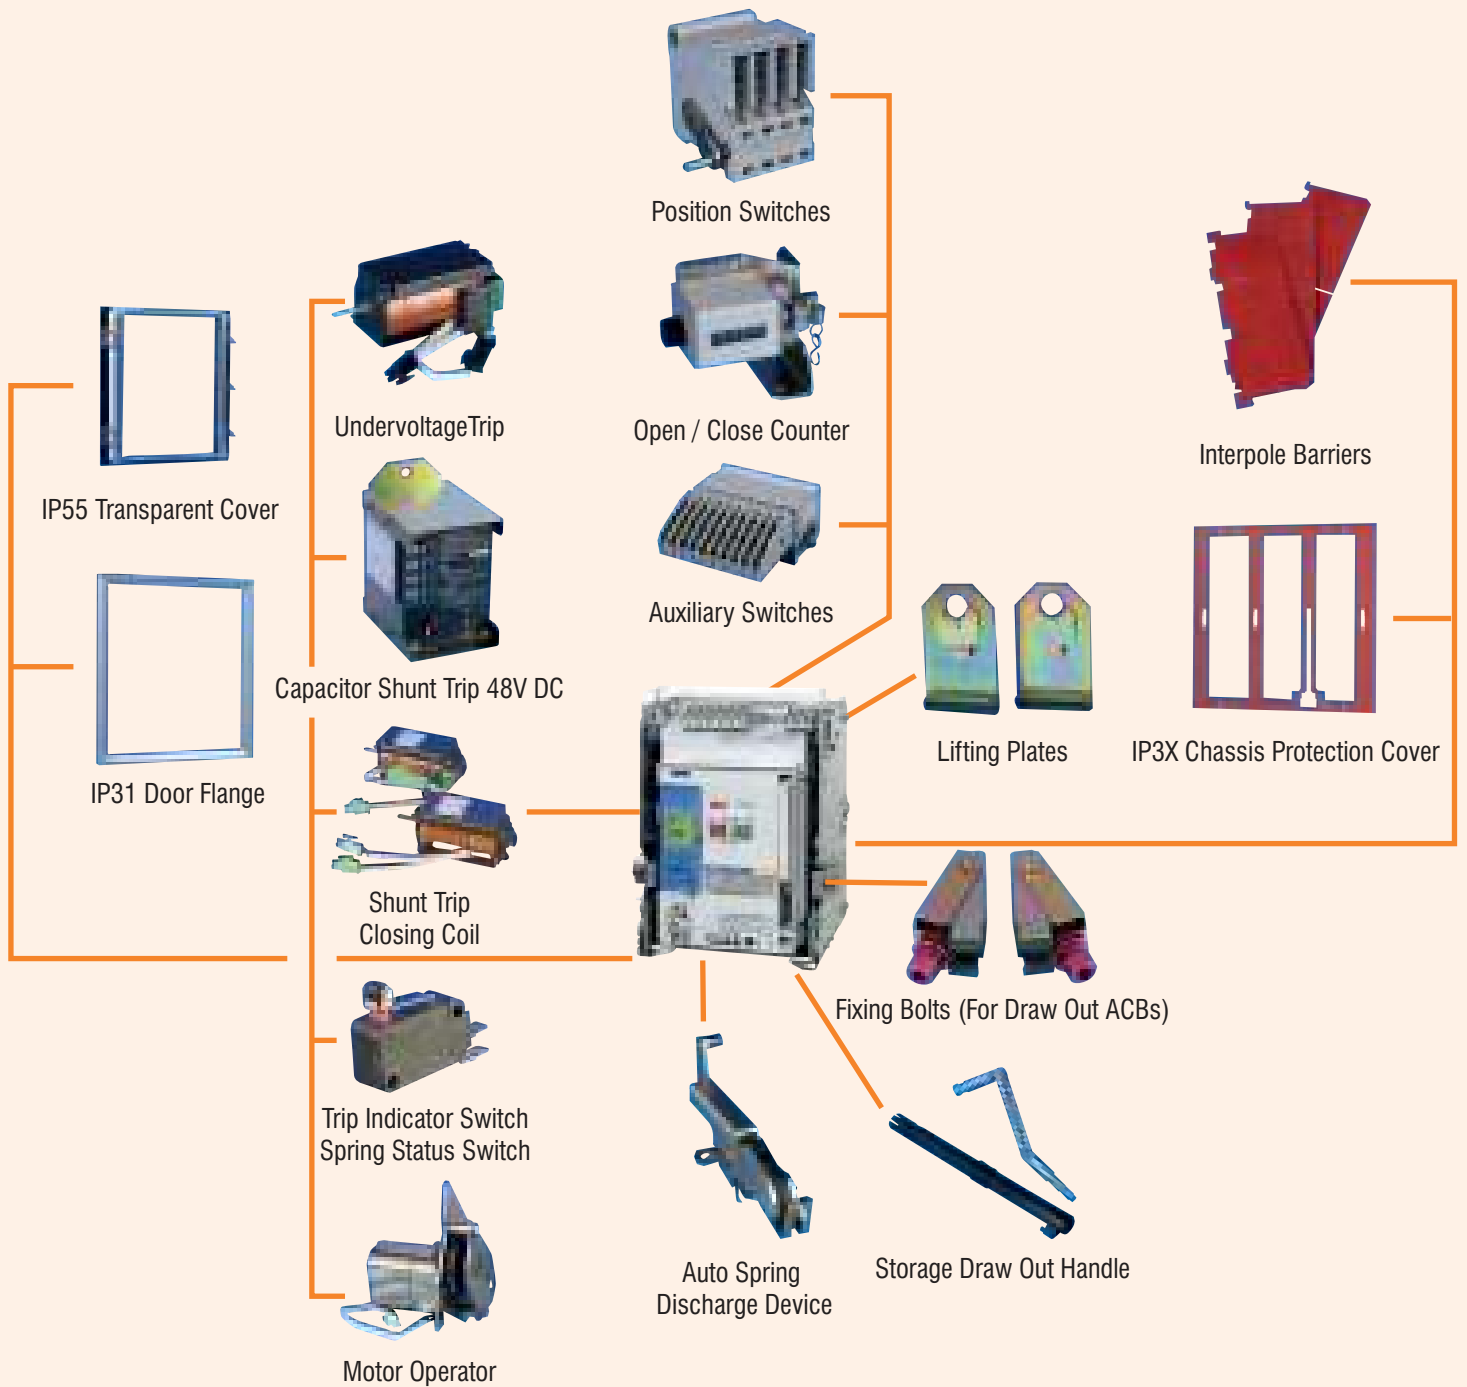 Position Switches
UndervoltageTrip
Open / Close Counter
Interpole Barriers
IP55 Transparent Cover
Auxiliary Switches
Capacitor Shunt Trip 48V DC
Lifting Plates
IP3X Chassis Protection Cover
IP31 Door Flange
Shunt Trip
Closing Coil
Fixing Bolts (For Draw Out ACBs)
Trip Indicator Switch
Spring Status Switch
Auto Spring
Discharge Device
Storage Draw Out Handle
Motor Operator